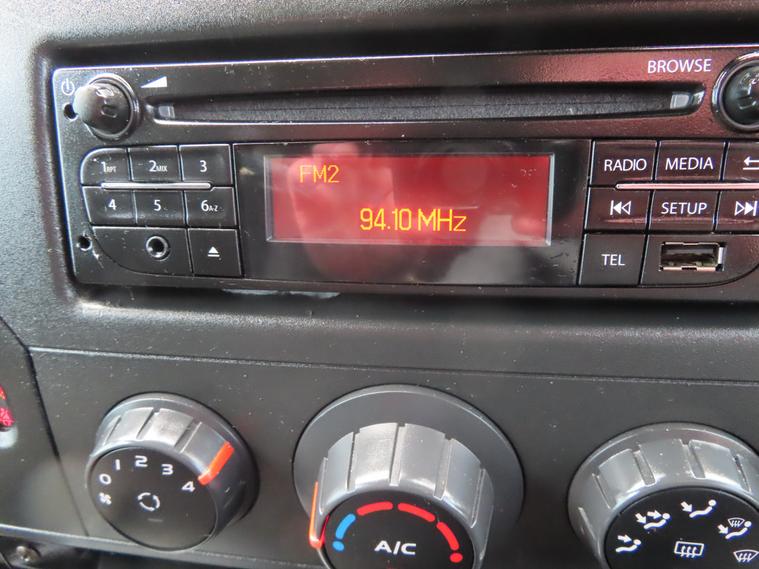 BROWSE
1RPT 2MIX 3
4 5 6A-Z
FM2
94.10 MHz
RADIO MEDIA
SETUP
TEL
0 1 2 3 4
A/C